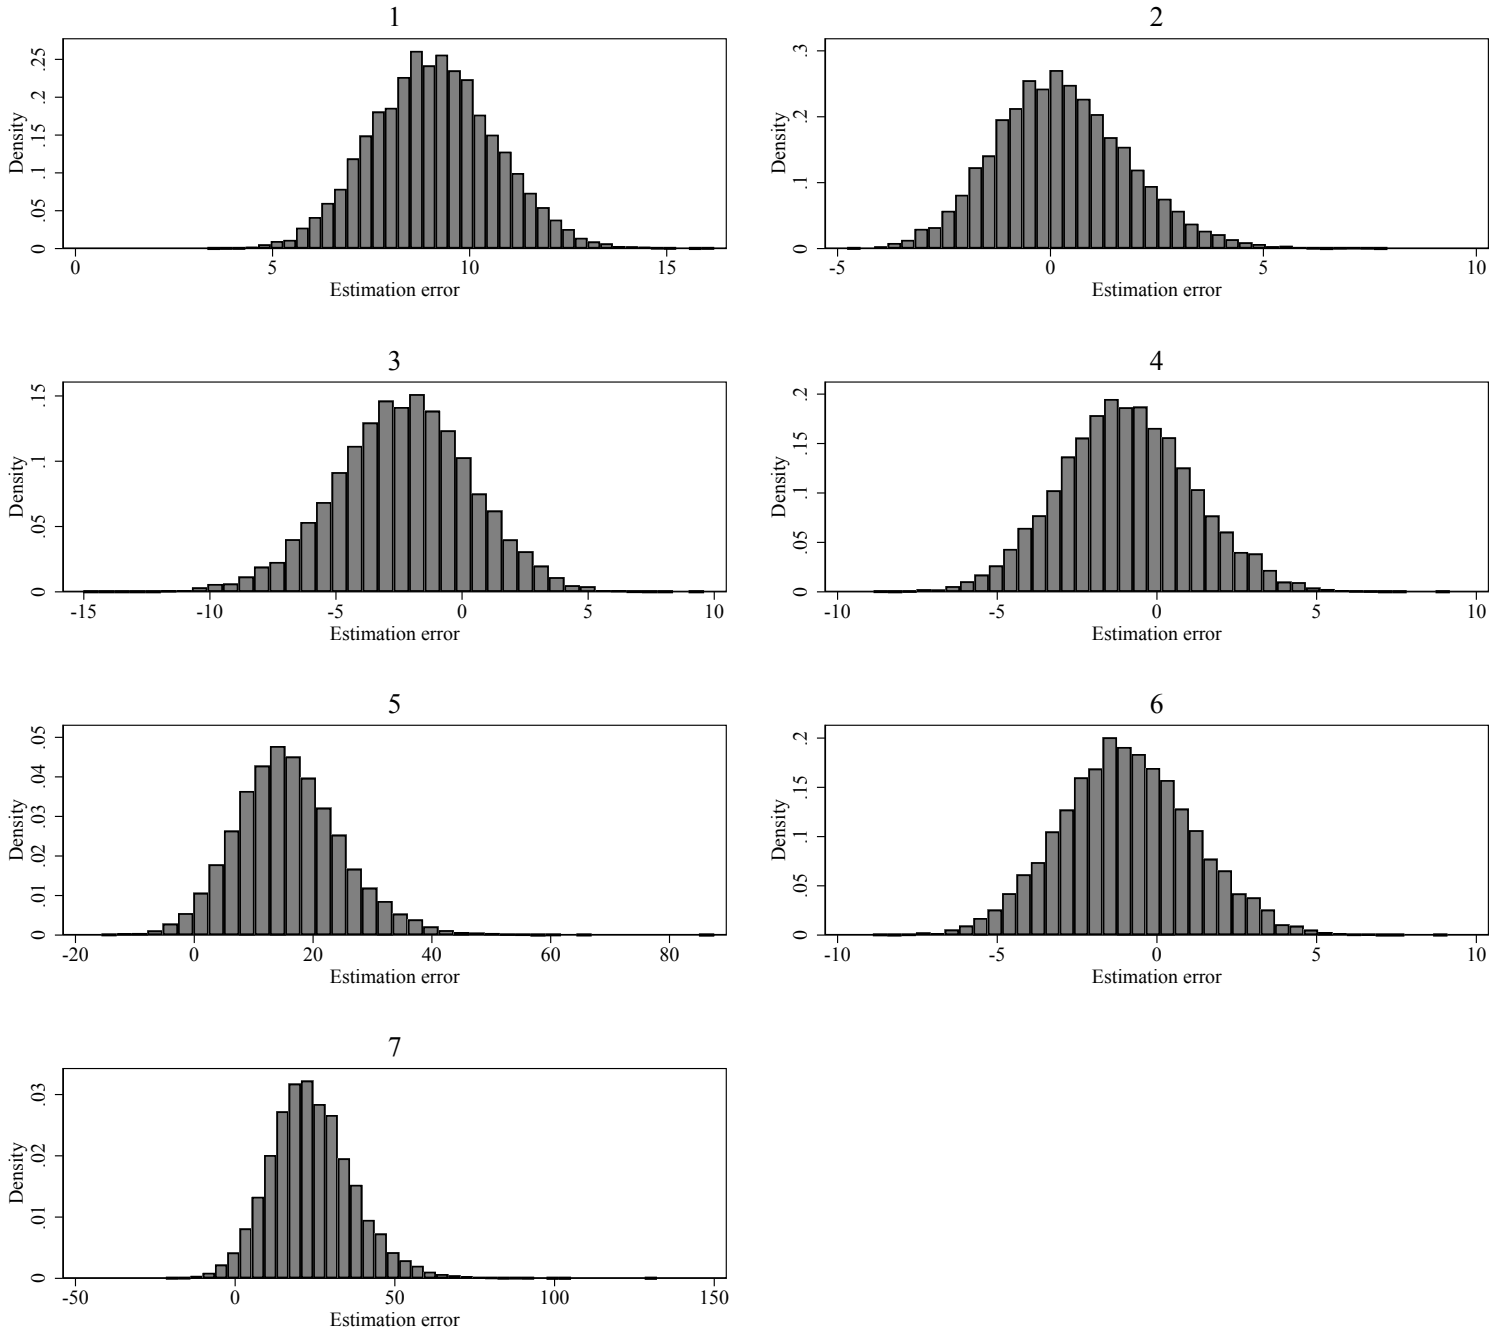 1
Density
0 .05 .1 .15 .2 .25
0 5 10 15
Estimation error
2
Density
0 .1 .2 .3
-5 0 5 10
Estimation error
3
Density
0 .05 .1 .15
-15 -10 -5 0 5 10
Estimation error
4
Density
0 .05 .1 .15 .2
-10 -5 0 5 10
Estimation error
5
Density
0 .01 .02 .03 .04 .05
-20 0 20 40 60 80
Estimation error
6
Density
0 .05 .1 .15 .2
-10 -5 0 5 10
Estimation error
7
Density
0 .01 .02 .03
-50 0 50 100 150
Estimation error